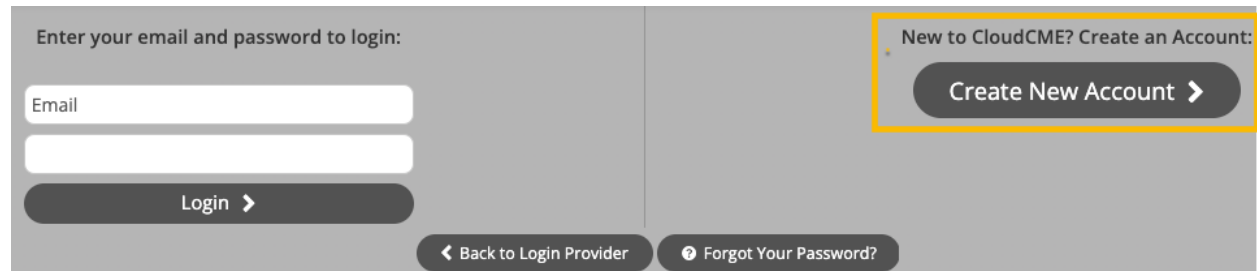 Enter your email and password to login:
Email
Login
New to CloudCME? Create an Account:
Create New Account
Back to Login Provider
Forgot Your Password?